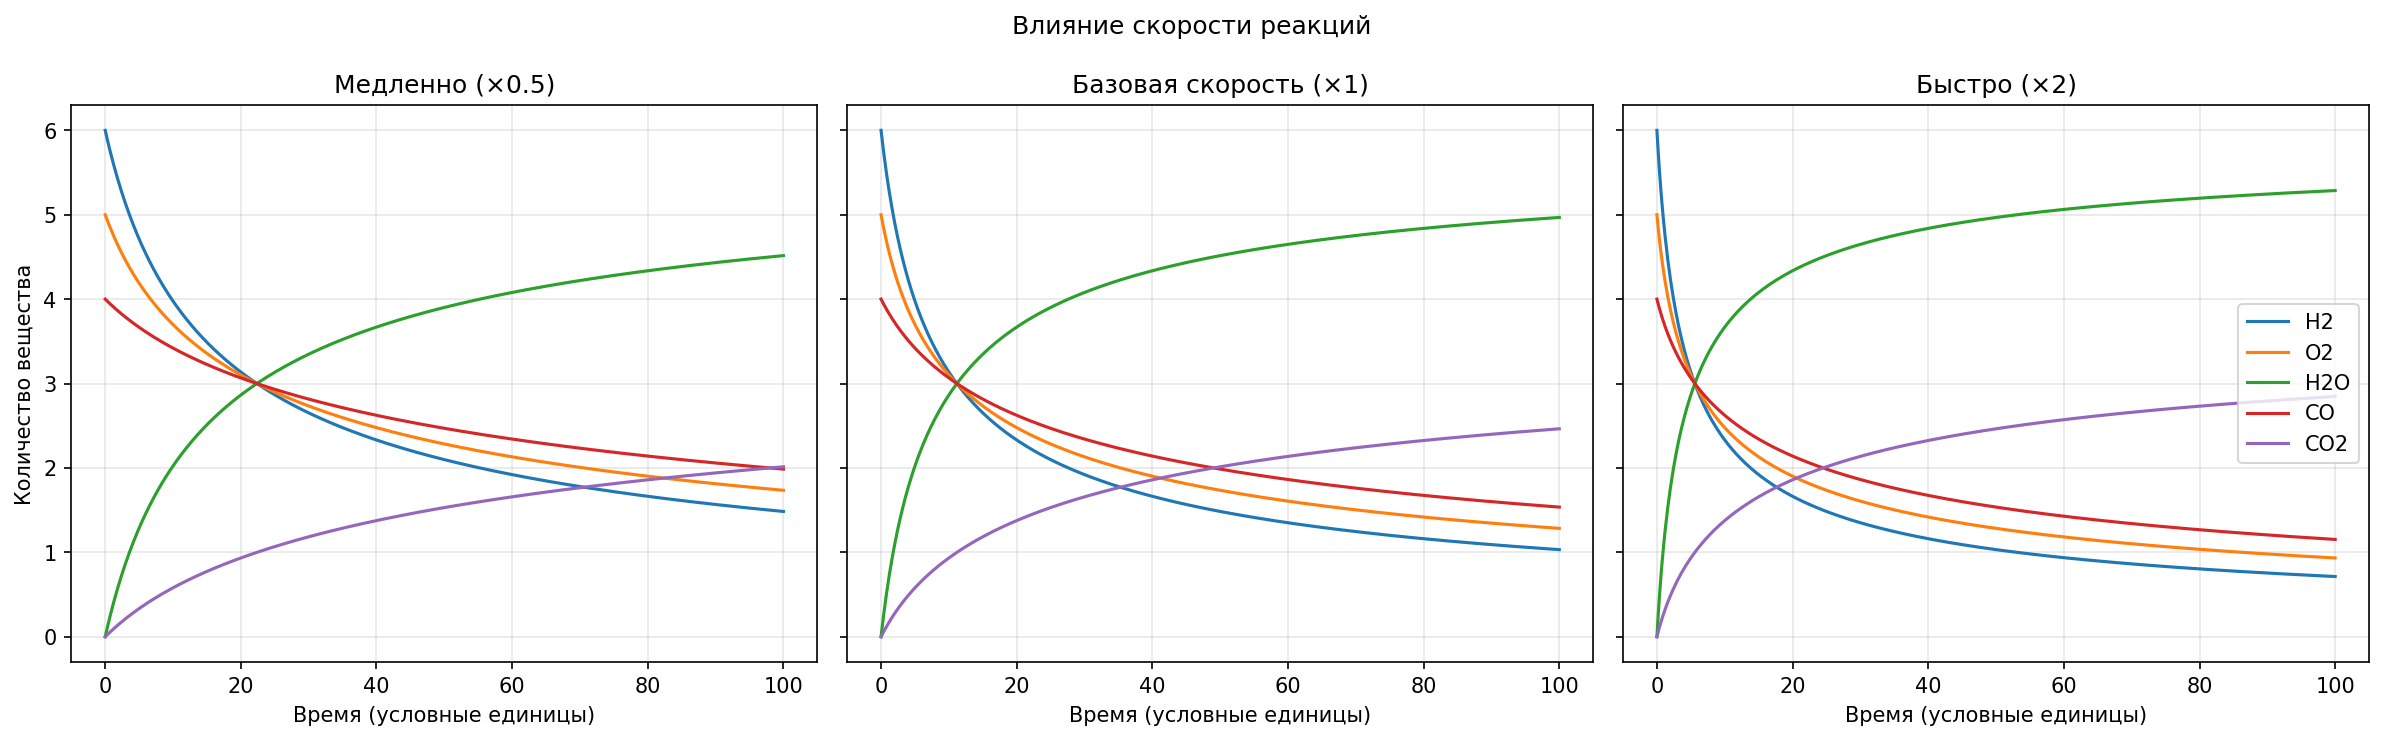 Влияние скорости реакций
Медленно (×0.5)
Базовая скорость (×1)
Быстро (×2)
Количество вещества
6
5
4
3
2
1
0
0 20 40 60 80 100
0 20 40 60 80 100
0 20 40 60 80 100
Время (условные единицы)
Время (условные единицы)
Время (условные единицы)
H2
O2
H2O
CO
CO2